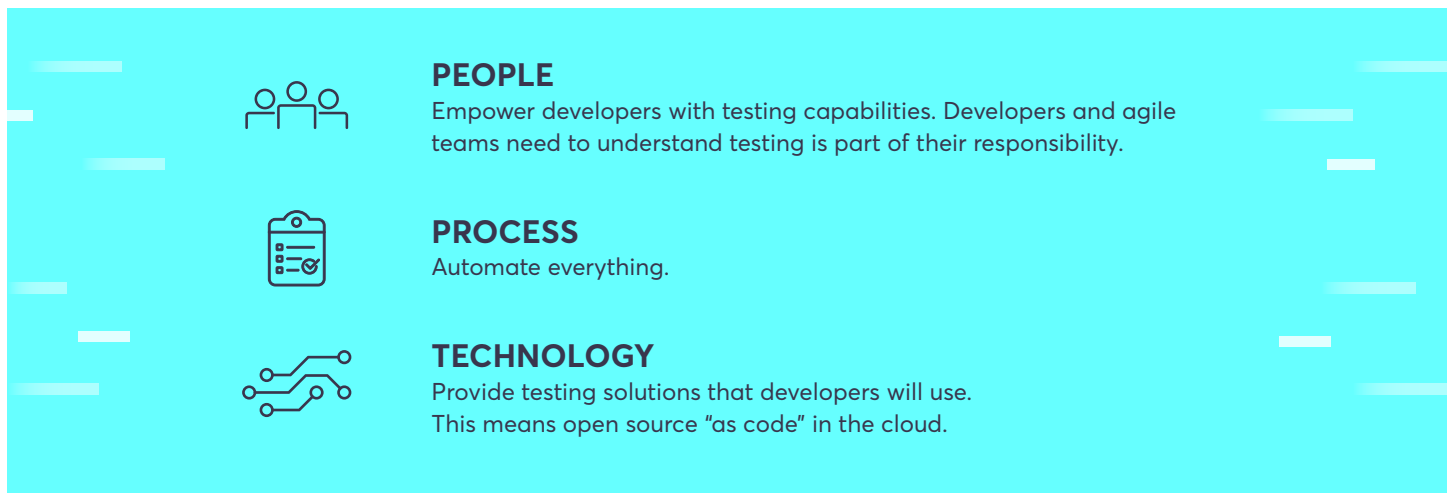 PEOPLE
Empower developers with testing capabilities. Developers and agile
teams need to understand testing is part of their responsibility.
PROCESS
Automate everything.
TECHNOLOGY
Provide testing solutions that developers will use.
This means open source “as code” in the cloud.